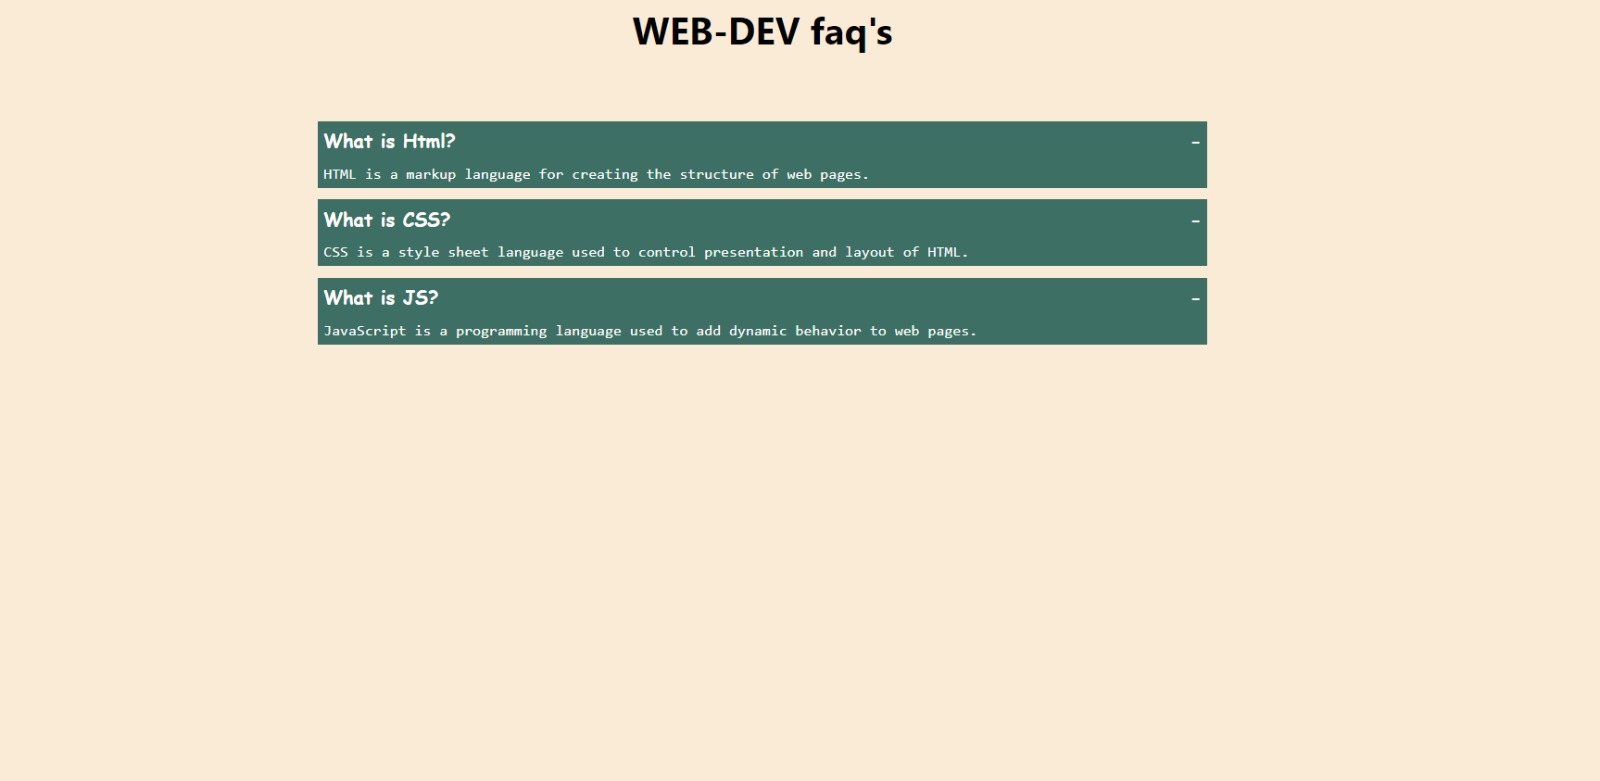 WEB-DEV faq's
What is Html? -
HTML is a markup language for creating the structure of web pages.
What is CSS? -
CSS is a style sheet language used to control presentation and layout of HTML.
What is JS? -
JavaScript is a programming language used to add dynamic behavior to web pages.